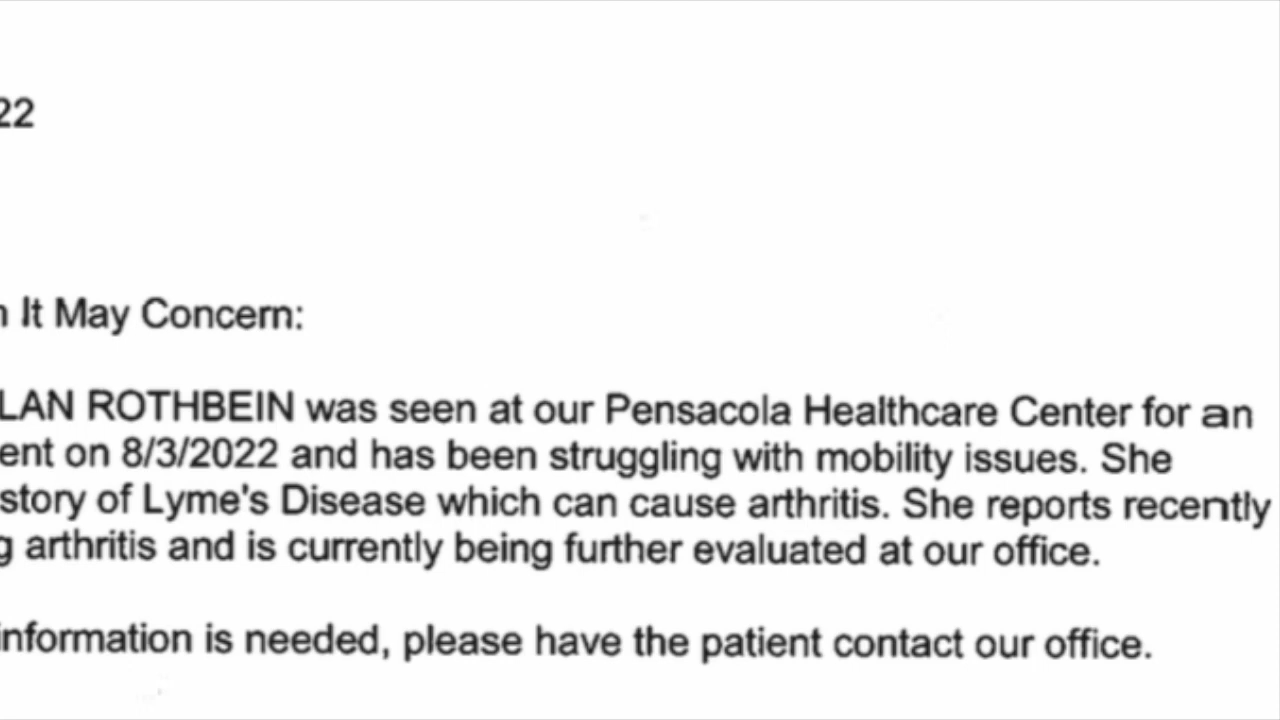 22
It May Concern:
LAN ROTHBEIN was seen at our Pensacola Healthcare Center for an
ent on 8/3/2022 and has been struggling with mobility issues. She
story of Lyme's Disease which can cause arthritis. She reports recently
g arthritis and is currently being further evaluated at our office.
information is needed, please have the patient contact our office.